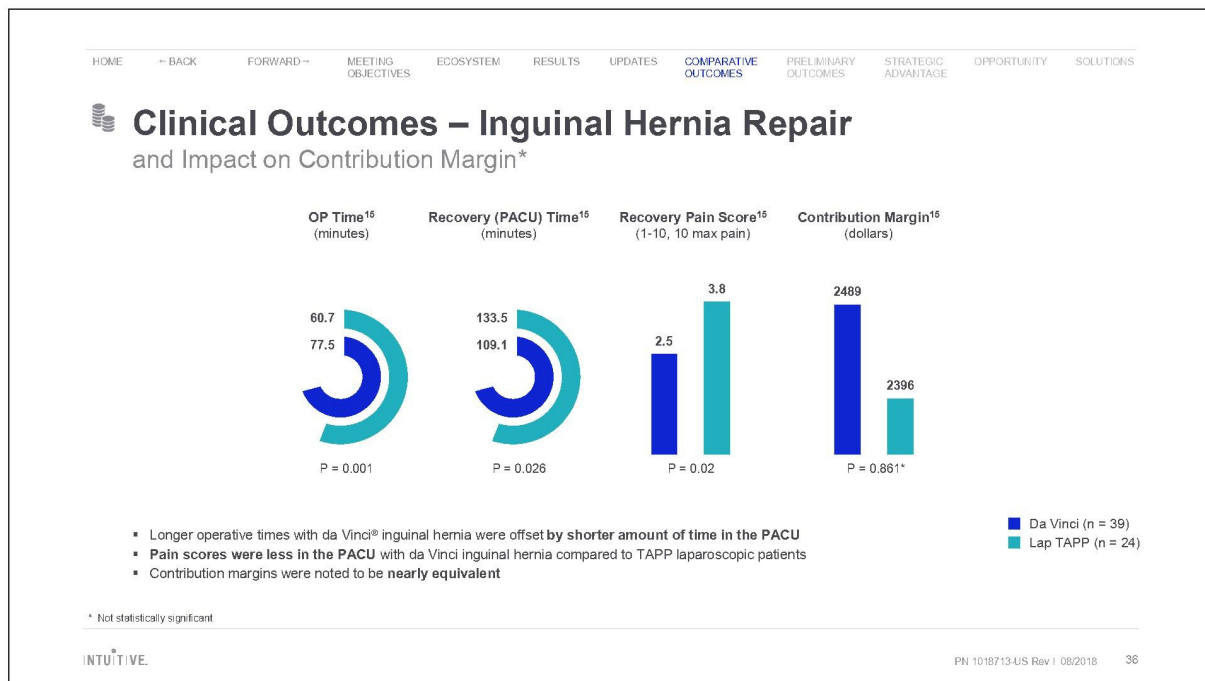 HOME ←BACK FORWARD→ MEETING OBJECTIVES ECOSYSTEM RESULTS UPDATES COMPARATIVE OUTCOMES PRELIMINARY OUTCOMES STRATEGIC ADVANTAGE OPPORTUNITY SOLUTIONS
Clinical Outcomes – Inguinal Hernia Repair
and Impact on Contribution Margin*
OP Time¹⁵
(minutes)
60.7
77.5
P = 0.001
Recovery (PACU) Time¹⁵
(minutes)
133.5
109.1
P = 0.026
Recovery Pain Score¹⁵
(1-10, 10 max pain)
2.5
3.8
P = 0.02
Contribution Margin¹⁵
(dollars)
2489
2396
P = 0.861*
▪ Longer operative times with da Vinci® inguinal hernia were offset by shorter amount of time in the PACU
▪ Pain scores were less in the PACU with da Vinci inguinal hernia compared to TAPP laparoscopic patients
▪ Contribution margins were noted to be nearly equivalent
Da Vinci (n = 39)
Lap TAPP (n = 24)
* Not statistically significant
INTUITIVE.
PN 1018713-US Rev I 08/2018 36